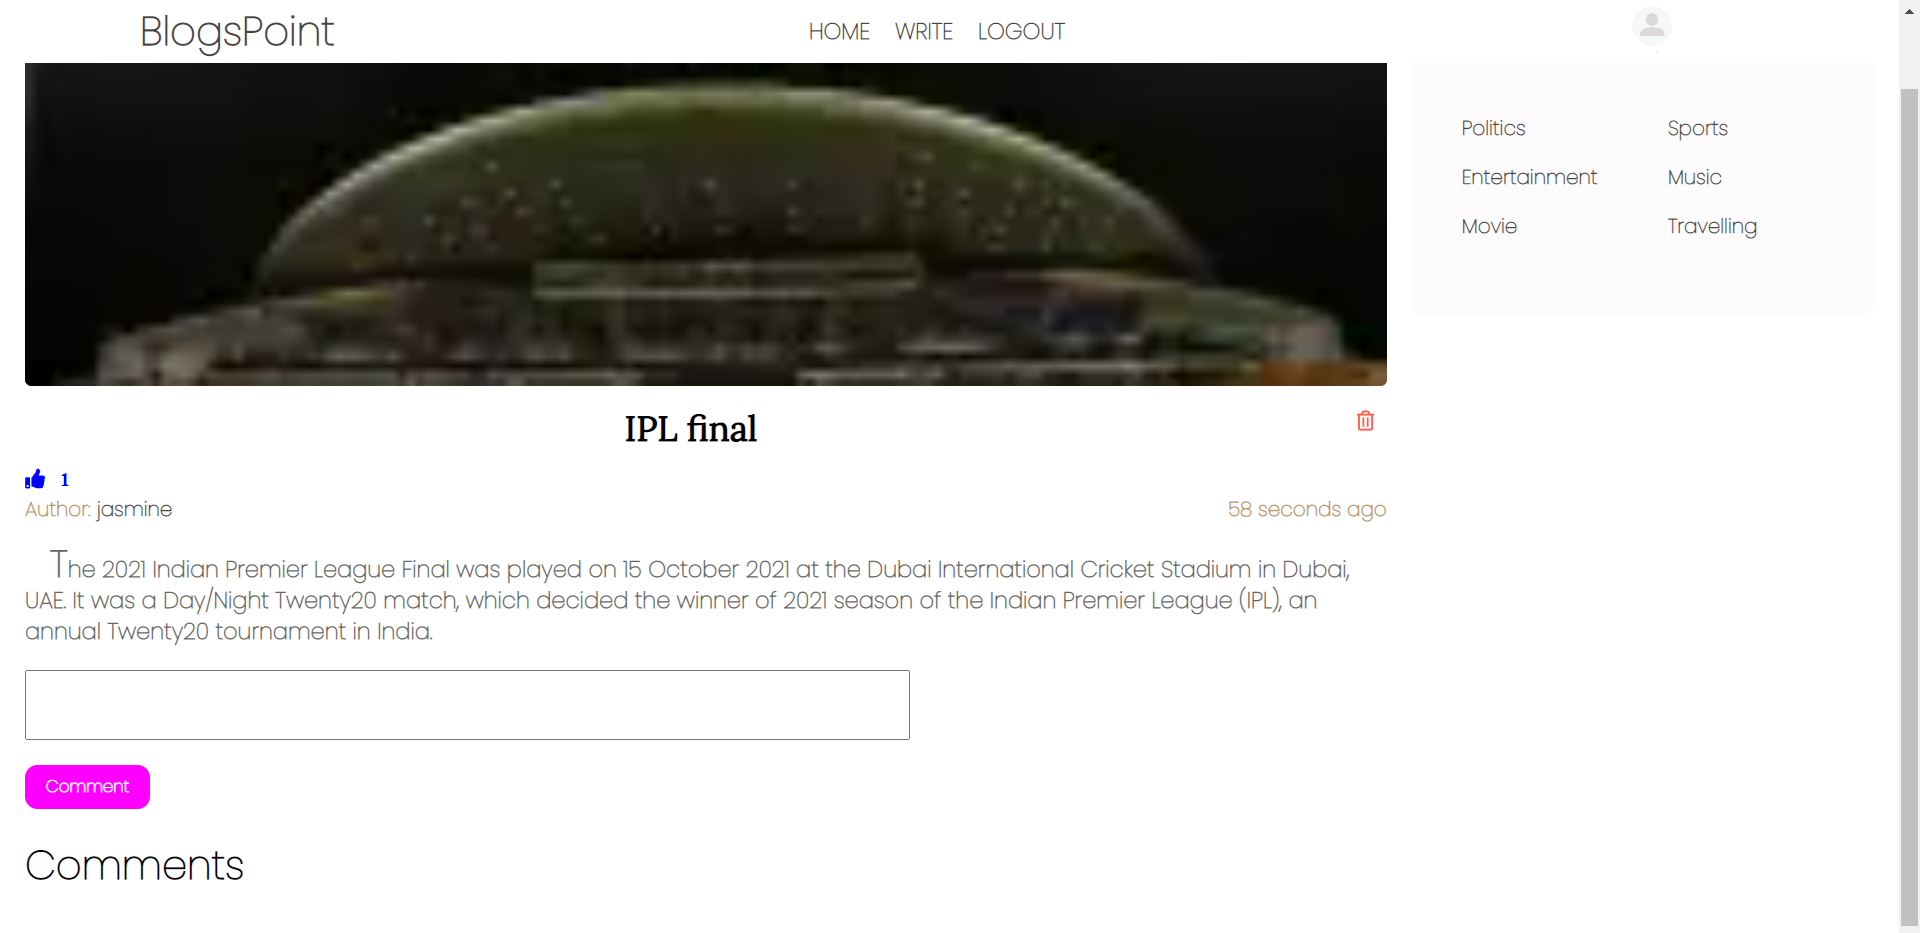 BlogsPoint
HOME WRITE LOGOUT
Politics Sports
Entertainment Music
Movie Travelling
IPL final
1
Author: jasmine 58 seconds ago
The 2021 Indian Premier League Final was played on 15 October 2021 at the Dubai International Cricket Stadium in Dubai,
UAE. It was a Day/Night Twenty20 match, which decided the winner of 2021 season of the Indian Premier League (IPL), an
annual Twenty20 tournament in India.
Comment
Comments